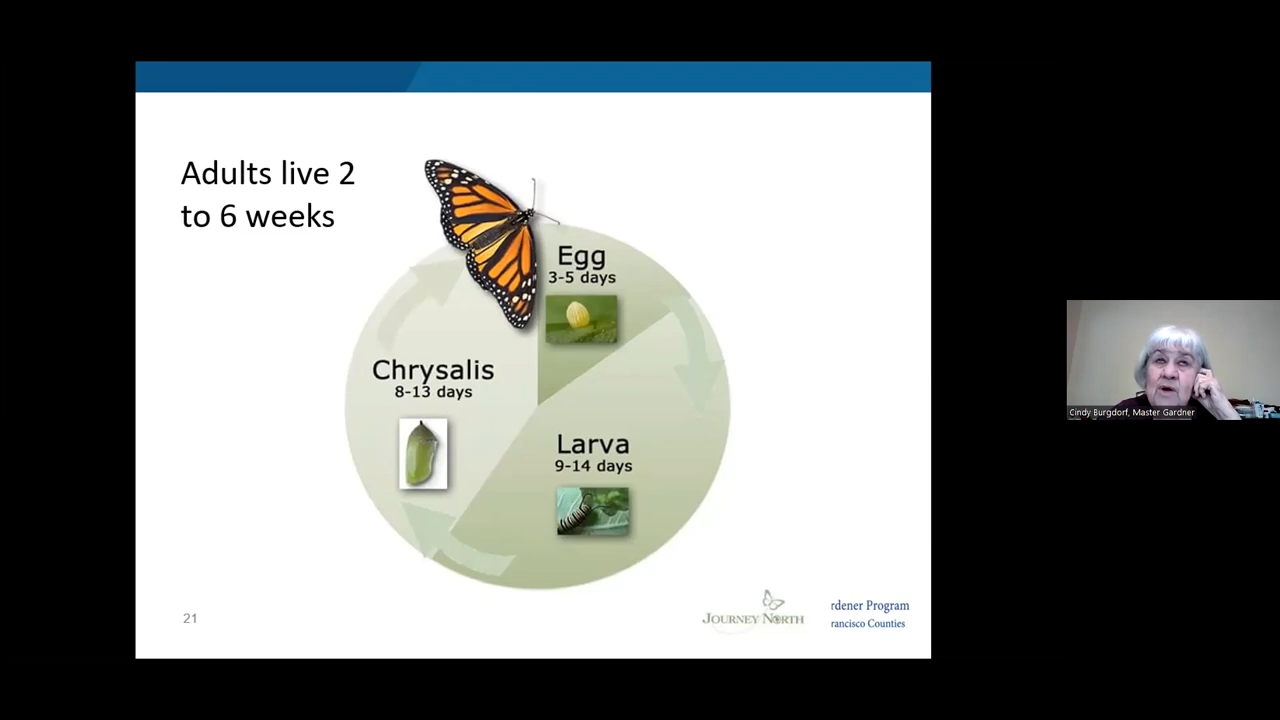 Adults live 2
to 6 weeks
Egg
3-5 days
Chrysalis
8-13 days
Larva
9-14 days
Cindy Burgdorf, Master Gardner
21
JOURNEY NORTH
rdener Program
rancisco Counties